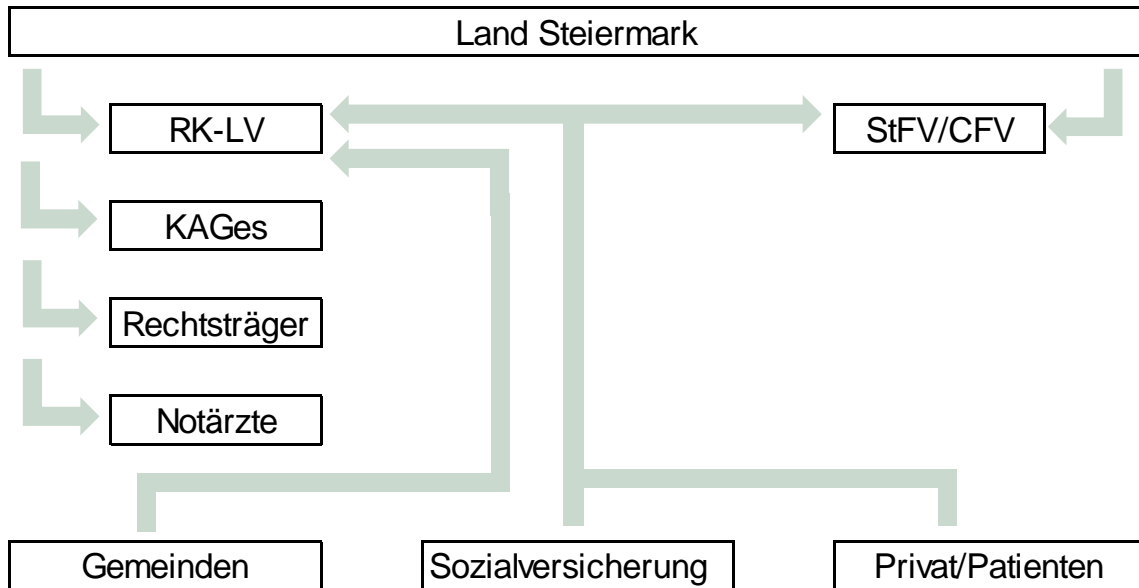 Land Steiermark
RK-LV
StFV/CFV
KAGes
Rechtsträger
Notärzte
Gemeinden
Sozialversicherung
Privat/Patienten